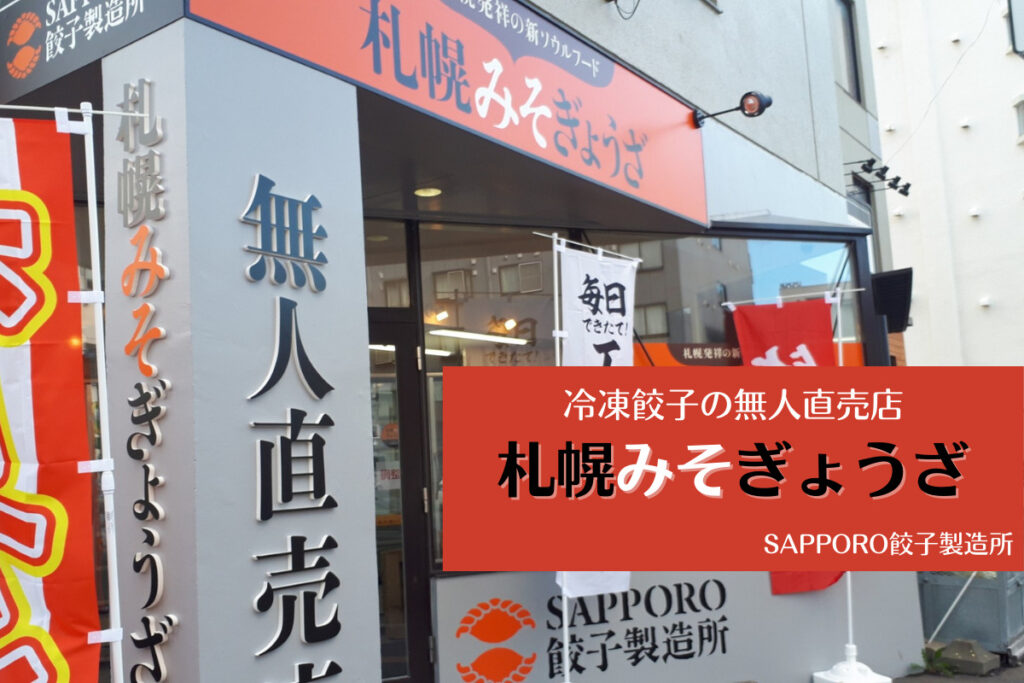 SAPPORO
餃子製造所
発祥の新ソウルフード
札幌みそぎょうざ
札幌みそぎょうざ
無人直売
毎日
できたて!
札幌発祥の新
冷凍餃子の無人直売店
札幌みそぎょうざ
SAPPORO餃子製造所
SAPPORO
餃子製造所